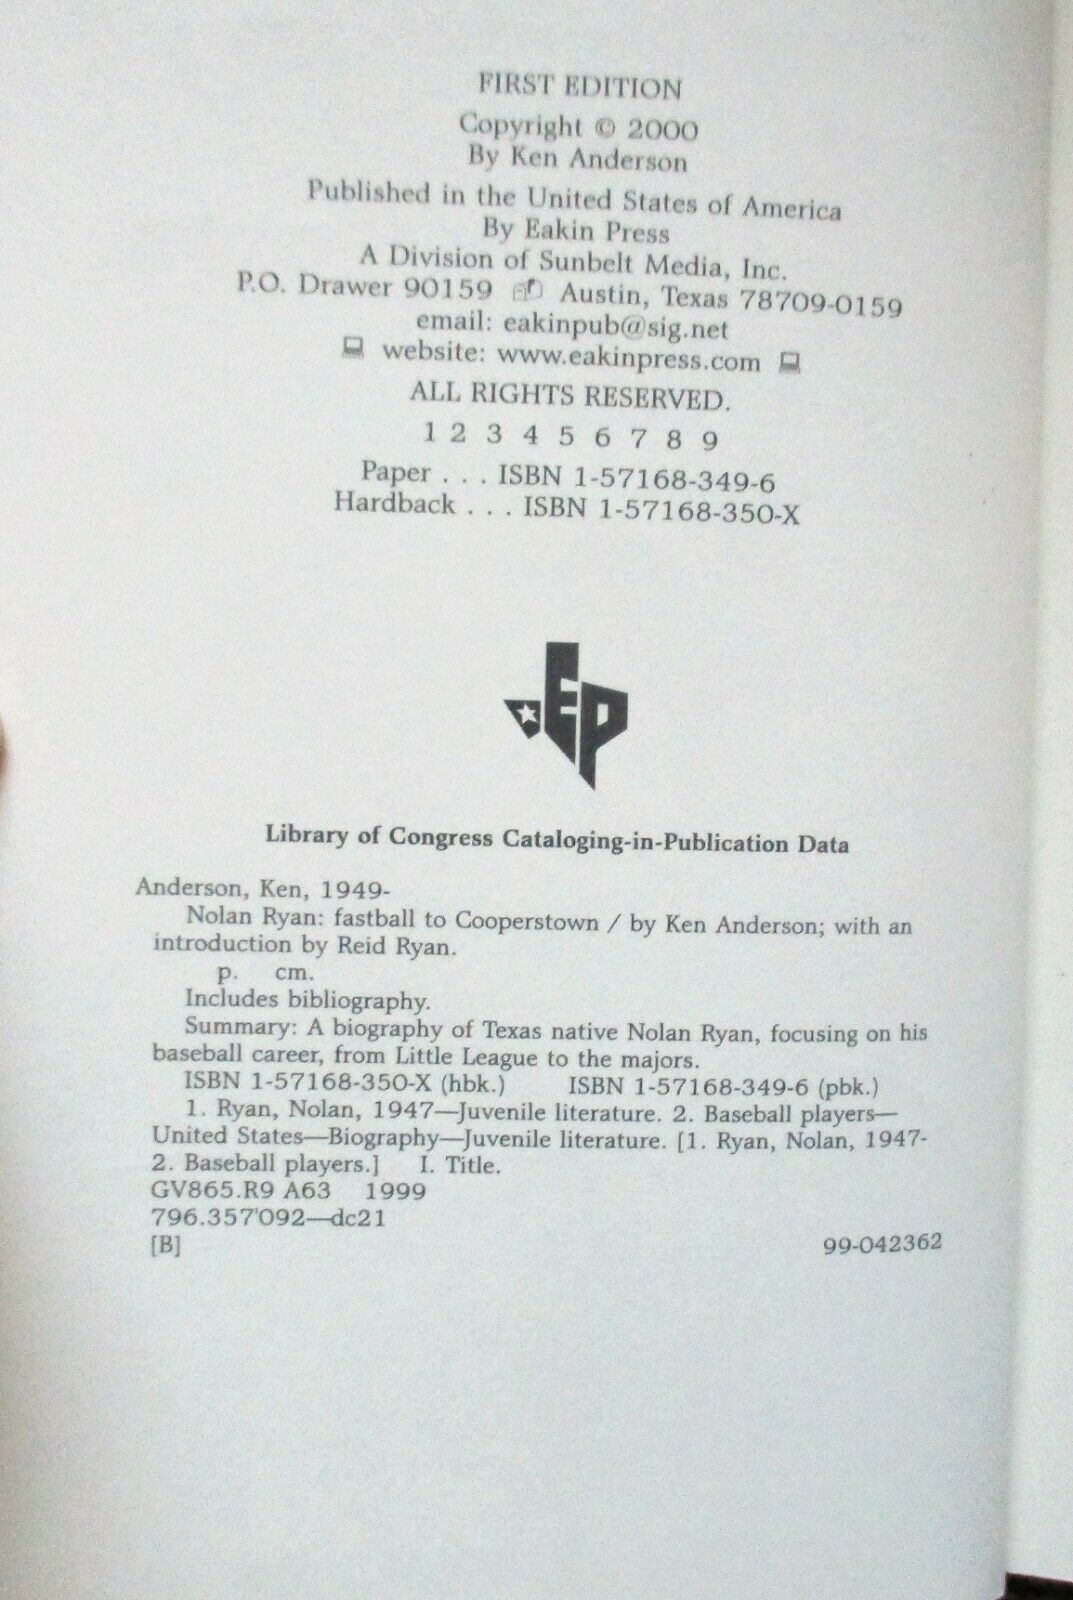 FIRST EDITION
Copyright © 2000
By Ken Anderson
Published in the United States of America
By Eakin Press
A Division of Sunbelt Media, Inc.
P.O. Drawer 90159 Austin, Texas 78709-0159
email: eakinpub@sig.net
website: www.eakinpress.com
ALL RIGHTS RESERVED.
1 2 3 4 5 6 7 8 9
Paper . . . ISBN 1-57168-349-6
Hardback . . . ISBN 1-57168-350-X
EP
Library of Congress Cataloging-in-Publication Data
Anderson, Ken, 1949-
Nolan Ryan: fastball to Cooperstown / by Ken Anderson; with an
introduction by Reid Ryan.
p. cm.
Includes bibliography.
Summary: A biography of Texas native Nolan Ryan, focusing on his
baseball career, from Little League to the majors.
ISBN 1-57168-350-X (hbk.) ISBN 1-57168-349-6 (pbk.)
1. Ryan, Nolan, 1947—Juvenile literature. 2. Baseball players—
United States—Biography—Juvenile literature. [1. Ryan, Nolan, 1947-
2. Baseball players.] I. Title.
GV865.R9 A63 1999
796.357'092—dc21
[B] 99-042362